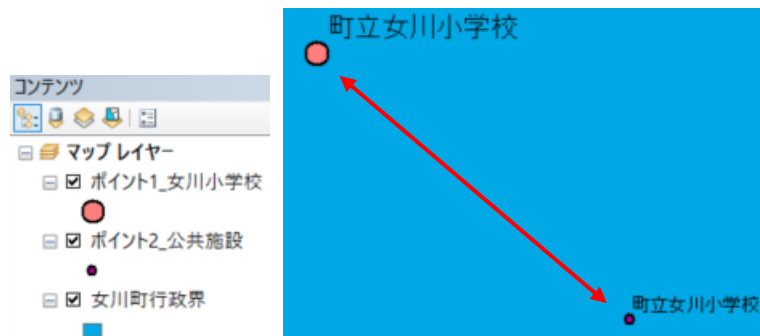 コンテンツ
マップ レイヤー
ポイント1_女川小学校
ポイント2_公共施設
女川町行政界
町立女川小学校
町立女川小学校